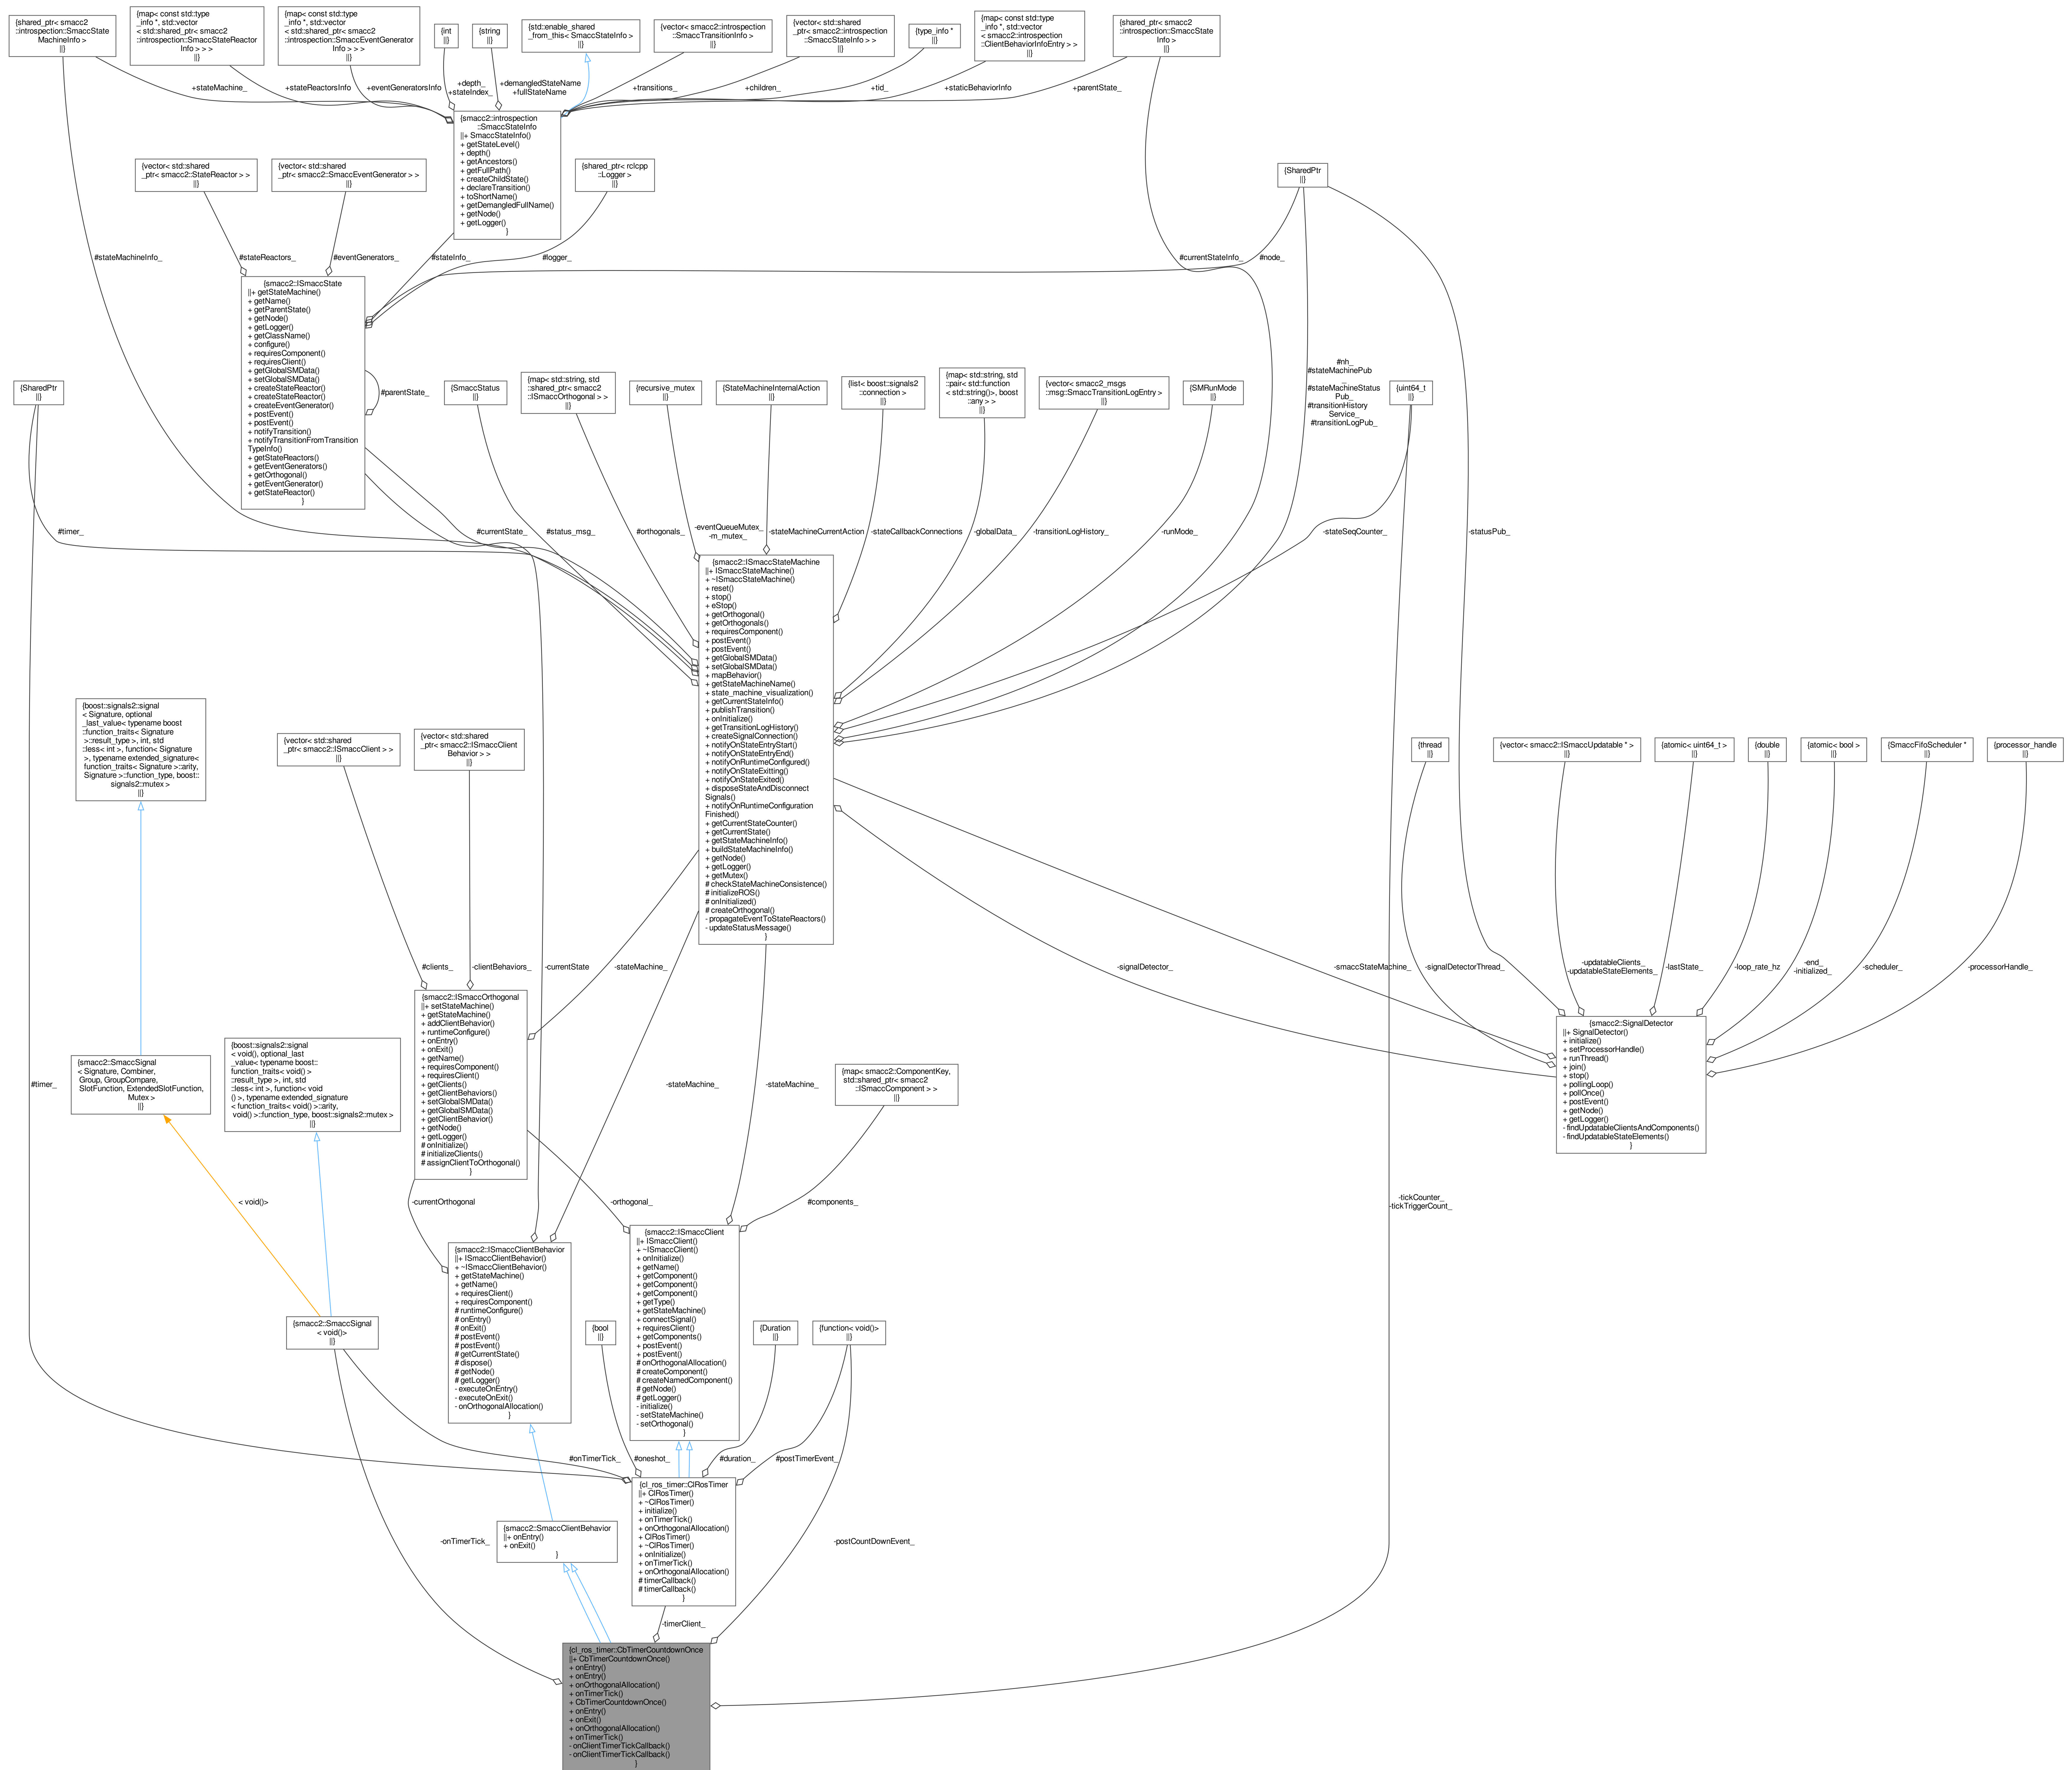 {shared_ptr< smacc2
::introspection::SmaccState
MachineInfo >
||}
{map< const std::type
_info *, std::vector
< std::shared_ptr< smacc2
::introspection::SmaccStateReactor
Info > > >
||}
{map< const std::type
_info *, std::vector
< std::shared_ptr< smacc2
::introspection::SmaccEventGenerator
Info > > >
||}
{int
||}
{string
||}
{std::enable_shared
_from_this< SmaccStateInfo >
||}
{vector< smacc2::introspection
::SmaccTransitionInfo >
||}
{vector< std::shared
_ptr< smacc2::introspection
::SmaccStateInfo > >
||}
{type_info *
||}
{map< const std::type
_info *, std::vector
< smacc2::introspection
::ClientBehaviorInfoEntry > >
||}
{shared_ptr< smacc2
::introspection::SmaccState
Info >
||}
+stateMachine_
+stateReactorsInfo
+eventGeneratorsInfo
+depth_
+stateIndex_
+demangledStateName
+fullStateName
+transitions_
+children_
+tid_
+staticBehaviorInfo
+parentState_
{smacc2::introspection
::SmaccStateInfo
||+ SmaccStateInfo()
+ getStateLevel()
+ depth()
+ getAncestors()
+ getFullPath()
+ createChildState()
+ declareTransition()
+ toShortName()
+ getDemangledFullName()
+ getNode()
+ getLogger()
}
{vector< std::shared
_ptr< smacc2::StateReactor > >
||}
{vector< std::shared
_ptr< smacc2::SmaccEventGenerator > >
||}
{shared_ptr< rclcpp
::Logger >
||}
{SharedPtr
||}
#stateMachineInfo_
#stateReactors_
#eventGenerators_
#stateInfo_
#logger_
#currentStateInfo_
#node_
{smacc2::ISmaccState
||+ getStateMachine()
+ getName()
+ getParentState()
+ getNode()
+ getLogger()
+ getClassName()
+ configure()
+ requiresComponent()
+ requiresClient()
+ getGlobalSMData()
+ setGlobalSMData()
+ createStateReactor()
+ createStateReactor()
+ createEventGenerator()
+ postEvent()
+ postEvent()
+ notifyTransition()
+ notifyTransitionFromTransition
TypeInfo()
+ getStateReactors()
+ getEventGenerators()
+ getOrthogonal()
+ getEventGenerator()
+ getStateReactor()
}
#parentState_
{SharedPtr
||}
{SmaccStatus
||}
{map< std::string, std
::shared_ptr< smacc2
::ISmaccOrthogonal > >
||}
{recursive_mutex
||}
{StateMachineInternalAction
||}
{list< boost::signals2
::connection >
||}
{map< std::string, std
::pair< std::function
< std::string()>, boost
::any > >
||}
{vector< smacc2_msgs
::msg::SmaccTransitionLogEntry >
||}
{SMRunMode
||}
#nh_
#stateMachinePub
_
#stateMachineStatus
Pub_
#transitionHistory
Service_
#transitionLogPub_
{uint64_t
||}
#timer_
#currentState_
#status_msg_
#orthogonals_
-eventQueueMutex_
-m_mutex_
-stateMachineCurrentAction
-stateCallbackConnections
-globalData_
-transitionLogHistory_
-runMode_
-stateSeqCounter_
-statusPub_
{smacc2::ISmaccStateMachine
||+ ISmaccStateMachine()
+ ~ISmaccStateMachine()
+ reset()
+ stop()
+ eStop()
+ getOrthogonal()
+ getOrthogonals()
+ requiresComponent()
+ postEvent()
+ postEvent()
+ getGlobalSMData()
+ setGlobalSMData()
+ mapBehavior()
+ getStateMachineName()
+ state_machine_visualization()
+ getCurrentStateInfo()
+ publishTransition()
+ onInitialize()
+ getTransitionLogHistory()
+ createSignalConnection()
+ notifyOnStateEntryStart()
+ notifyOnStateEntryEnd()
+ notifyOnRuntimeConfigured()
+ notifyOnStateExitting()
+ notifyOnStateExited()
+ disposeStateAndDisconnect
Signals()
+ notifyOnRuntimeConfiguration
Finished()
+ getCurrentStateCounter()
+ getCurrentState()
+ getStateMachineInfo()
+ buildStateMachineInfo()
+ getNode()
+ getLogger()
+ getMutex()
# checkStateMachineConsistence()
# initializeROS()
# onInitialized()
# createOrthogonal()
- propagateEventToStateReactors()
- updateStatusMessage()
}
{boost::signals2::signal
< Signature, optional
_last_value< typename boost
::function_traits< Signature
>::result_type >, int, std
::less< int >, function< Signature
>, typename extended_signature<
function_traits< Signature >::arity,
Signature >::function_type, boost::
signals2::mutex >
||}
{vector< std::shared
_ptr< smacc2::ISmaccClient > >
||}
{vector< std::shared
_ptr< smacc2::ISmaccClient
Behavior > >
||}
{thread
||}
{vector< smacc2::ISmaccUpdatable * >
||}
{atomic< uint64_t >
||}
{double
||}
{atomic< bool >
||}
{SmaccFifoScheduler *
||}
{processor_handle
||}
#clients_
-clientBehaviors_
-currentState
-stateMachine_
-signalDetector_
-smaccStateMachine_
-signalDetectorThread_
-updatableClients_
-updatableStateElements_
-lastState_
-loop_rate_hz
-end_
-initialized_
-scheduler_
-processorHandle_
{smacc2::ISmaccOrthogonal
||+ setStateMachine()
+ getStateMachine()
+ addClientBehavior()
+ runtimeConfigure()
+ onEntry()
+ onExit()
+ getName()
+ requiresComponent()
+ requiresClient()
+ getClients()
+ getClientBehaviors()
+ setGlobalSMData()
+ getGlobalSMData()
+ getClientBehavior()
+ getNode()
+ getLogger()
# onInitialize()
# initializeClients()
# assignClientToOrthogonal()
}
{smacc2::SignalDetector
||+ SignalDetector()
+ initialize()
+ setProcessorHandle()
+ runThread()
+ join()
+ stop()
+ pollingLoop()
+ pollOnce()
+ postEvent()
+ getNode()
+ getLogger()
- findUpdatableClientsAndComponents()
- findUpdatableStateElements()
}
{smacc2::SmaccSignal
< Signature, Combiner,
Group, GroupCompare,
SlotFunction, ExtendedSlotFunction,
Mutex >
||}
{boost::signals2::signal
< void(), optional_last
_value< typename boost::
function_traits< void() >
::result_type >, int, std
::less< int >, function< void
() >, typename extended_signature
< function_traits< void() >::arity,
void() >::function_type, boost::signals2::mutex >
||}
#timer_
-stateMachine_
-stateMachine_
{map< smacc2::ComponentKey,
std::shared_ptr< smacc2
::ISmaccComponent > >
||}
< void()>
-currentOrthogonal
-orthogonal_
#components_
-tickCounter_
-tickTriggerCount_
{smacc2::ISmaccClientBehavior
||+ ISmaccClientBehavior()
+ ~ISmaccClientBehavior()
+ getStateMachine()
+ getName()
+ requiresClient()
+ requiresComponent()
# runtimeConfigure()
# onEntry()
# onExit()
# postEvent()
# postEvent()
# getCurrentState()
# dispose()
# getNode()
# getLogger()
- executeOnEntry()
- executeOnExit()
- onOrthogonalAllocation()
}
{smacc2::ISmaccClient
||+ ISmaccClient()
+ ~ISmaccClient()
+ onInitialize()
+ getName()
+ getComponent()
+ getComponent()
+ getComponent()
+ getType()
+ getStateMachine()
+ connectSignal()
+ requiresClient()
+ getComponents()
+ postEvent()
+ postEvent()
# onOrthogonalAllocation()
# createComponent()
# createNamedComponent()
# getNode()
# getLogger()
- initialize()
- setStateMachine()
- setOrthogonal()
}
{smacc2::SmaccSignal
< void()>
||}
{bool
||}
{Duration
||}
{function< void()>
||}
#onTimerTick_
#oneshot_
#duration_
#postTimerEvent_
{cl_ros_timer::ClRosTimer
||+ ClRosTimer()
+ ~ClRosTimer()
+ initialize()
+ onTimerTick()
+ onOrthogonalAllocation()
+ ClRosTimer()
+ ~ClRosTimer()
+ onInitialize()
+ onTimerTick()
+ onOrthogonalAllocation()
# timerCallback()
# timerCallback()
}
{smacc2::SmaccClientBehavior
||+ onEntry()
+ onExit()
}
-onTimerTick_
-postCountDownEvent_
-timerClient_
{cl_ros_timer::CbTimerCountdownOnce
||+ CbTimerCountdownOnce()
+ onEntry()
+ onEntry()
+ onOrthogonalAllocation()
+ onTimerTick()
+ CbTimerCountdownOnce()
+ onEntry()
+ onExit()
+ onOrthogonalAllocation()
+ onTimerTick()
- onClientTimerTickCallback()
- onClientTimerTickCallback()
}